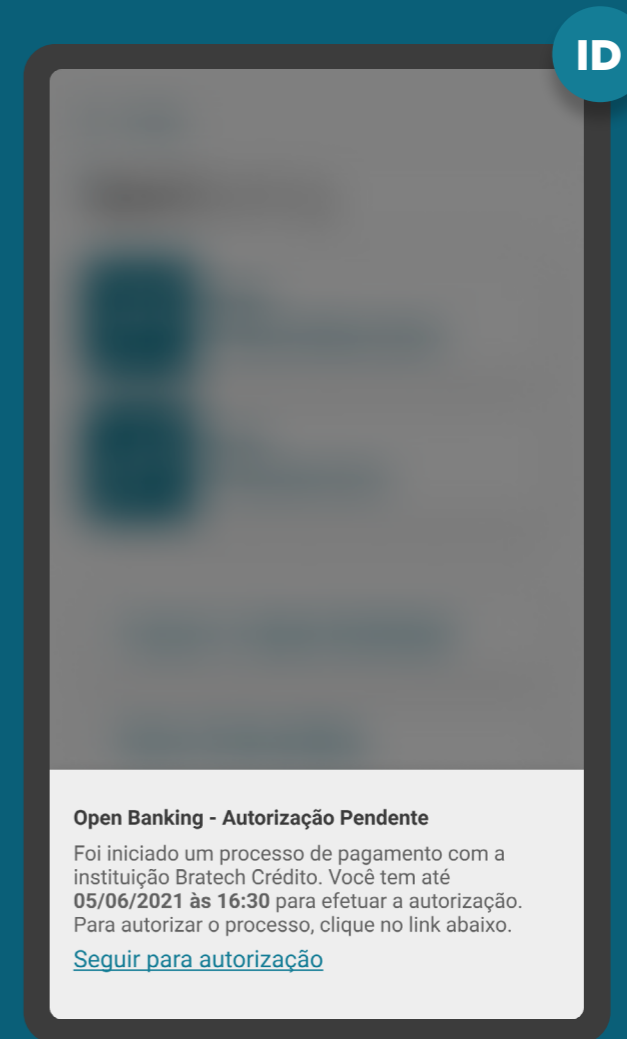 ID
Open Banking - Autorização Pendente
Foi iniciado um processo de pagamento com a
instituição Bratech Crédito. Você tem até
05/06/2021 às 16:30 para efetuar a autorização.
Para autorizar o processo, clique no link abaixo.
Seguir para autorização